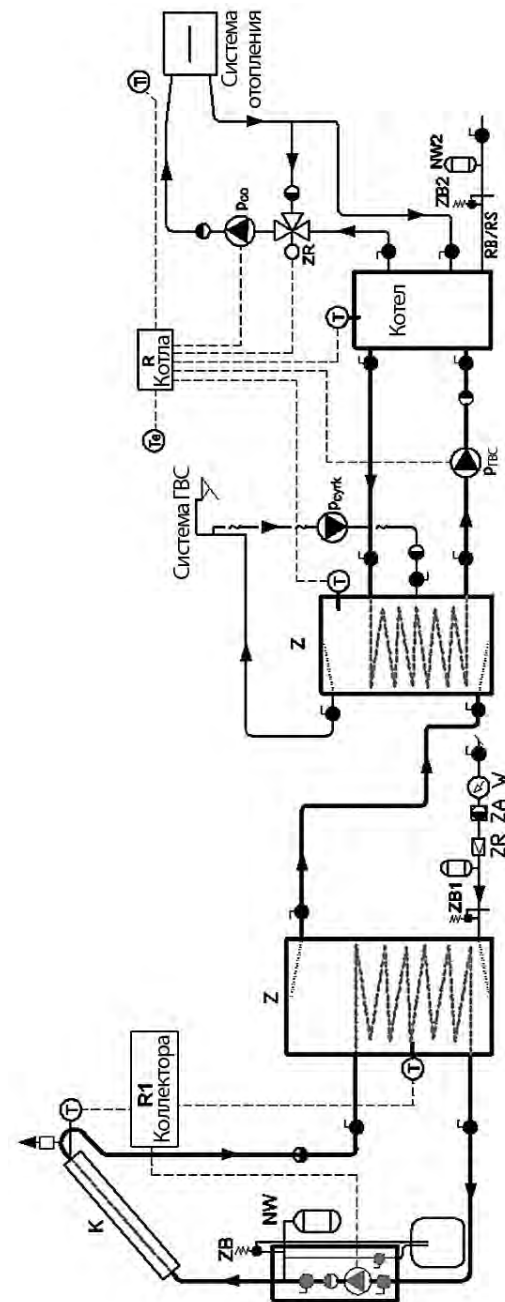 K
T
R1
Коллектора
ZB
NW
T
Z
ZB1
ZR
ZA
W
Z
T
Система ГВС
Pcyrk
PГВС
Te
R
Котла
Ti
T
Котел
Pco
ZR
Система
отопления
ZB2
NW2
RB/RS